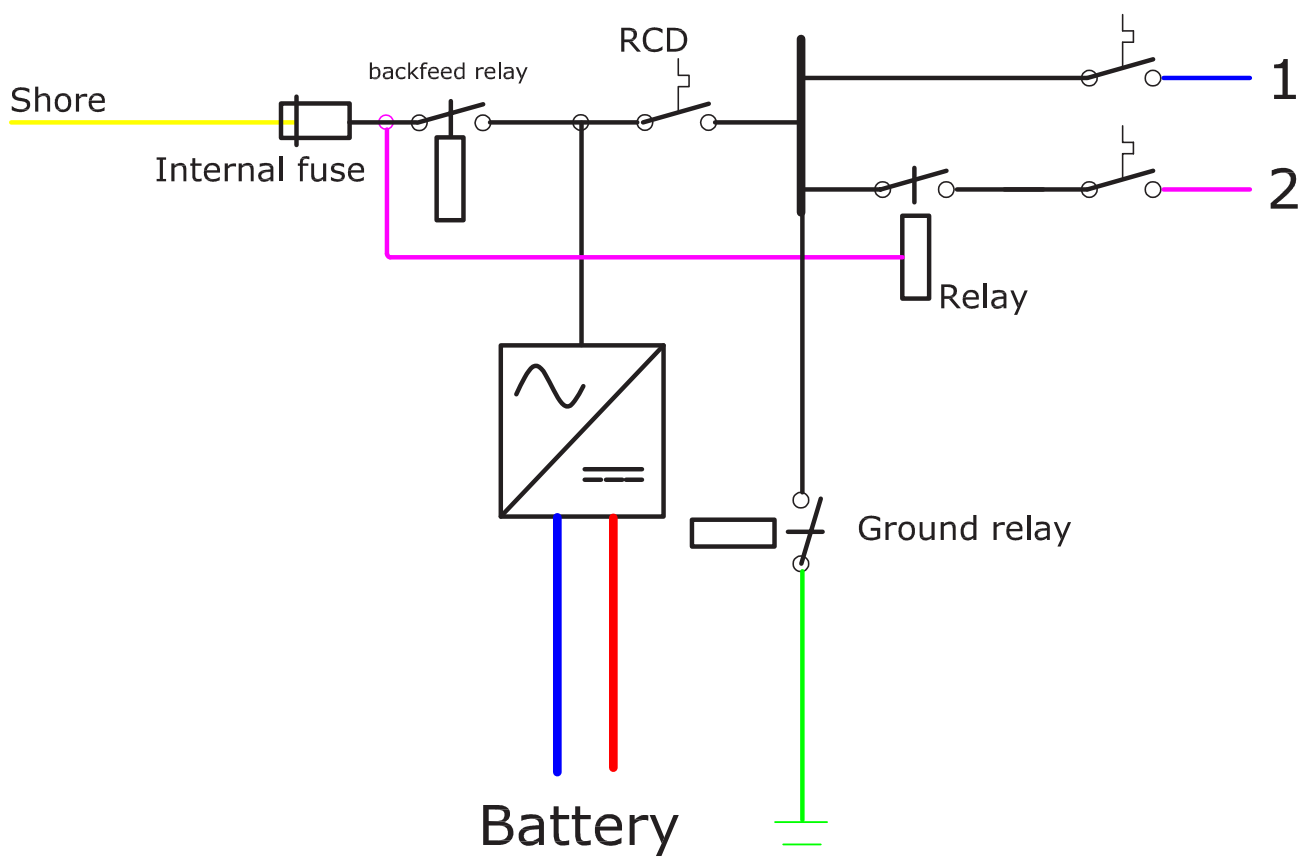 RCD
backfeed relay
Shore
1
Internal fuse
2
Relay
Ground relay
Battery